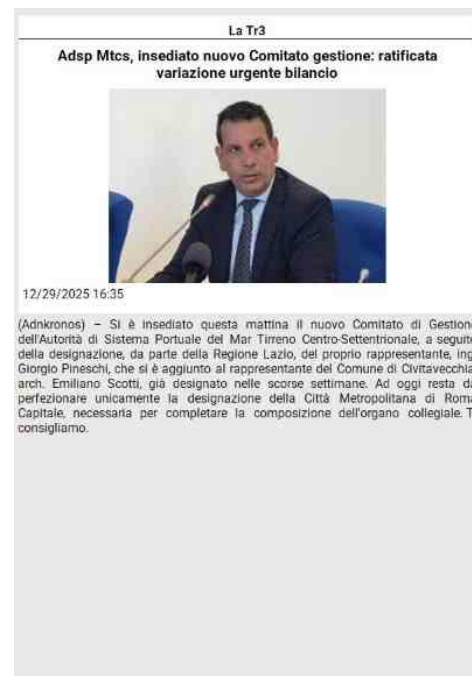 La Tr3
Adsp Mtcs, insediato nuovo Comitato gestione: ratificata
variazione urgente bilancio
12/29/2025 16:35
(Adnkronos) – Si è insediato questa mattina il nuovo Comitato di Gestione
dell'Autorità di Sistema Portuale del Mar Tirreno Centro-Settentrionale, a seguito
della designazione, da parte della Regione Lazio, del proprio rappresentante, ing.
Giorgio Pineschi, che si è aggiunto al rappresentante del Comune di Civitavecchia
arch. Emiliano Scotti, già designato nelle scorse settimane. Ad oggi resta da
perfezionare unicamente la designazione della Città Metropolitana di Roma
Capitale, necessaria per completare la composizione dell'organo collegiale. T
consigliamo.